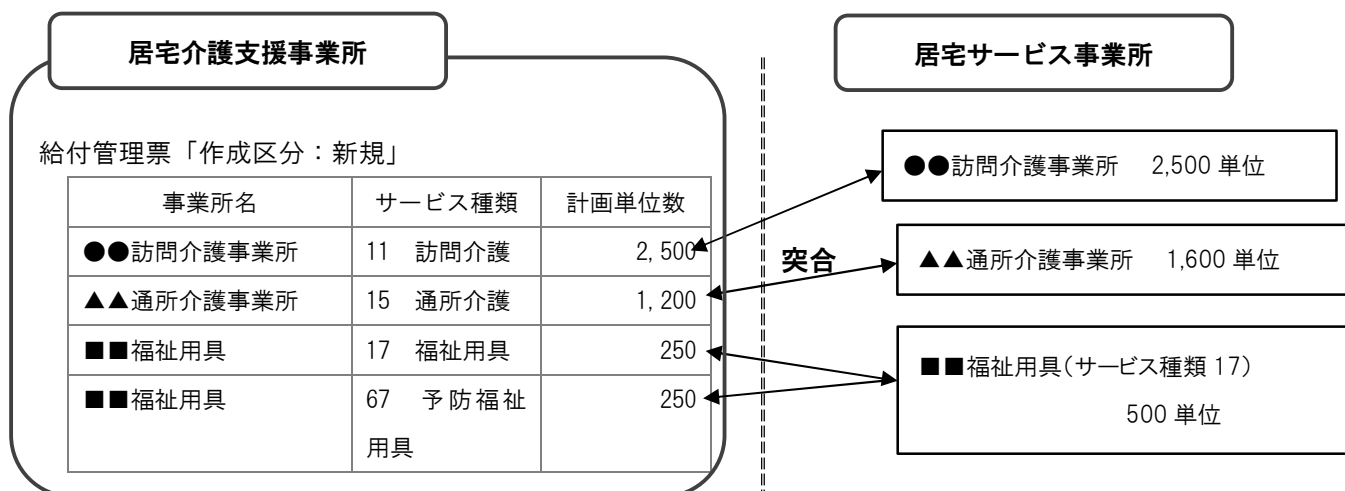 居宅介護支援事業所
居宅サービス事業所
給付管理票「作成区分：新規」
事業所名 サービス種類 計画単位数
●●訪問介護事業所 11 訪問介護 2,500
▲▲通所介護事業所 15 通所介護 1,200
■■福祉用具 17 福祉用具 250
■■福祉用具 67 予防福祉
用具 250
突合
●●訪問介護事業所 2,500 単位
▲▲通所介護事業所 1,600 単位
■■福祉用具(サービス種類 17)
500 単位